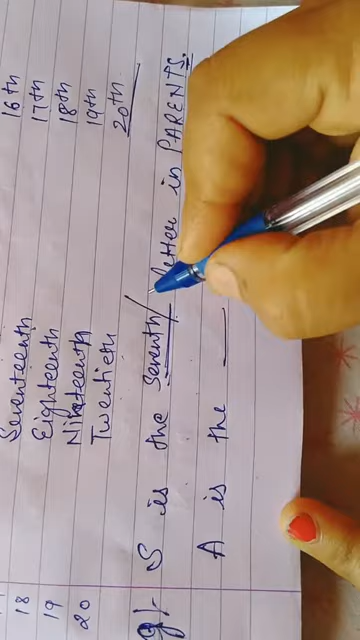 16th
Seventeenth 17th
18 Eighteenth 18th
19 Nineteenth 19th
20 Twentieth 20th
S is the Seventh letter in PARENTS.
A is the